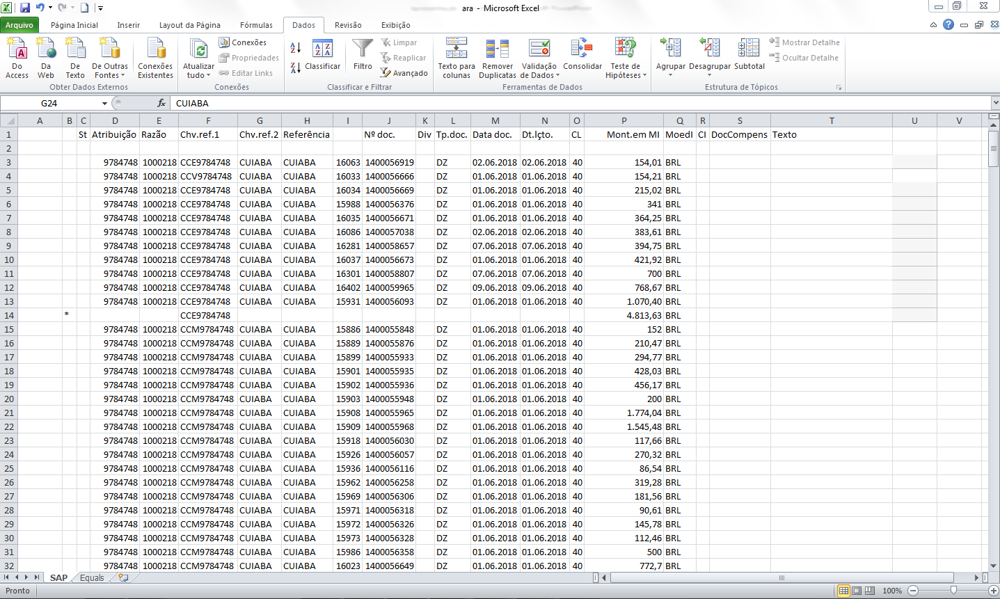 ara - Microsoft Excel
Arquivo Página Inicial Inserir Layout da Página Fórmulas Dados Revisão Exibição
Do Access Da Web De Texto De Outras Fontes Conexões Existentes Atualizar tudo Conexões Propriedades Editar Links Classificar Filtro Limpar Reaplicar Avançado Texto para colunas Remover Duplicatas Validação de Dados Consolidar Teste de Hipóteses Agrupar Desagrupar Subtotal Mostrar Detalhe Ocultar Detalhe
Obter Dados Externos Conexões Classificar e Filtrar Ferramentas de Dados Estrutura de Tópicos
G24 fx CUIABA
A B C D E F G H I J K L M N O P Q R S T U V
1 St Atribuição Razão Chv.ref.1 Chv.ref.2 Referência Nº doc. Div Tp.doc. Data doc. Dt.lçto. CL Mont.em MI MoedI CI DocCompens Texto
2
3 9784748 1000218 CCE9784748 CUIABA CUIABA 16063 1400056919 DZ 02.06.2018 02.06.2018 40 154,01 BRL
4 9784748 1000218 CCV9784748 CUIABA CUIABA 16033 1400056666 DZ 01.06.2018 01.06.2018 40 154,21 BRL
5 9784748 1000218 CCE9784748 CUIABA CUIABA 16034 1400056669 DZ 01.06.2018 01.06.2018 40 215,02 BRL
6 9784748 1000218 CCE9784748 CUIABA CUIABA 15988 1400056376 DZ 01.06.2018 01.06.2018 40 341 BRL
7 9784748 1000218 CCE9784748 CUIABA CUIABA 16035 1400056671 DZ 01.06.2018 01.06.2018 40 364,25 BRL
8 9784748 1000218 CCE9784748 CUIABA CUIABA 16086 1400057038 DZ 02.06.2018 02.06.2018 40 383,61 BRL
9 9784748 1000218 CCE9784748 CUIABA CUIABA 16281 1400058657 DZ 07.06.2018 07.06.2018 40 394,75 BRL
10 9784748 1000218 CCE9784748 CUIABA CUIABA 16037 1400056673 DZ 01.06.2018 01.06.2018 40 421,92 BRL
11 9784748 1000218 CCE9784748 CUIABA CUIABA 16301 1400058807 DZ 07.06.2018 07.06.2018 40 700 BRL
12 9784748 1000218 CCE9784748 CUIABA CUIABA 16402 1400059965 DZ 09.06.2018 09.06.2018 40 768,67 BRL
13 9784748 1000218 CCE9784748 CUIABA CUIABA 15931 1400056093 DZ 01.06.2018 01.06.2018 40 1.070,40 BRL
14 * CCE9784748 4.813,63 BRL
15 9784748 1000218 CCM9784748 CUIABA CUIABA 15886 1400055848 DZ 01.06.2018 01.06.2018 40 152 BRL
16 9784748 1000218 CCM9784748 CUIABA CUIABA 15889 1400055876 DZ 01.06.2018 01.06.2018 40 210,47 BRL
17 9784748 1000218 CCM9784748 CUIABA CUIABA 15899 1400055933 DZ 01.06.2018 01.06.2018 40 294,77 BRL
18 9784748 1000218 CCM9784748 CUIABA CUIABA 15901 1400055935 DZ 01.06.2018 01.06.2018 40 428,03 BRL
19 9784748 1000218 CCM9784748 CUIABA CUIABA 15902 1400055936 DZ 01.06.2018 01.06.2018 40 456,17 BRL
20 9784748 1000218 CCM9784748 CUIABA CUIABA 15903 1400055948 DZ 01.06.2018 01.06.2018 40 200 BRL
21 9784748 1000218 CCM9784748 CUIABA CUIABA 15908 1400055965 DZ 01.06.2018 01.06.2018 40 1.774,04 BRL
22 9784748 1000218 CCM9784748 CUIABA CUIABA 15909 1400055968 DZ 01.06.2018 01.06.2018 40 1.545,48 BRL
23 9784748 1000218 CCM9784748 CUIABA CUIABA 15918 1400056030 DZ 01.06.2018 01.06.2018 40 117,66 BRL
24 9784748 1000218 CCM9784748 CUIABA CUIABA 15926 1400056057 DZ 01.06.2018 01.06.2018 40 270,32 BRL
25 9784748 1000218 CCM9784748 CUIABA CUIABA 15936 1400056116 DZ 01.06.2018 01.06.2018 40 86,54 BRL
26 9784748 1000218 CCM9784748 CUIABA CUIABA 15962 1400056258 DZ 01.06.2018 01.06.2018 40 319,28 BRL
27 9784748 1000218 CCM9784748 CUIABA CUIABA 15969 1400056306 DZ 01.06.2018 01.06.2018 40 181,56 BRL
28 9784748 1000218 CCM9784748 CUIABA CUIABA 15971 1400056318 DZ 01.06.2018 01.06.2018 40 90,61 BRL
29 9784748 1000218 CCM9784748 CUIABA CUIABA 15972 1400056326 DZ 01.06.2018 01.06.2018 40 145,78 BRL
30 9784748 1000218 CCM9784748 CUIABA CUIABA 15973 1400056328 DZ 01.06.2018 01.06.2018 40 112,46 BRL
31 9784748 1000218 CCM9784748 CUIABA CUIABA 15986 1400056358 DZ 01.06.2018 01.06.2018 40 500 BRL
32 9784748 1000218 CCM9784748 CUIABA CUIABA 16023 1400056649 DZ 01.06.2018 01.06.2018 40 772,7 BRL
SAP Equals
Pronto 100%